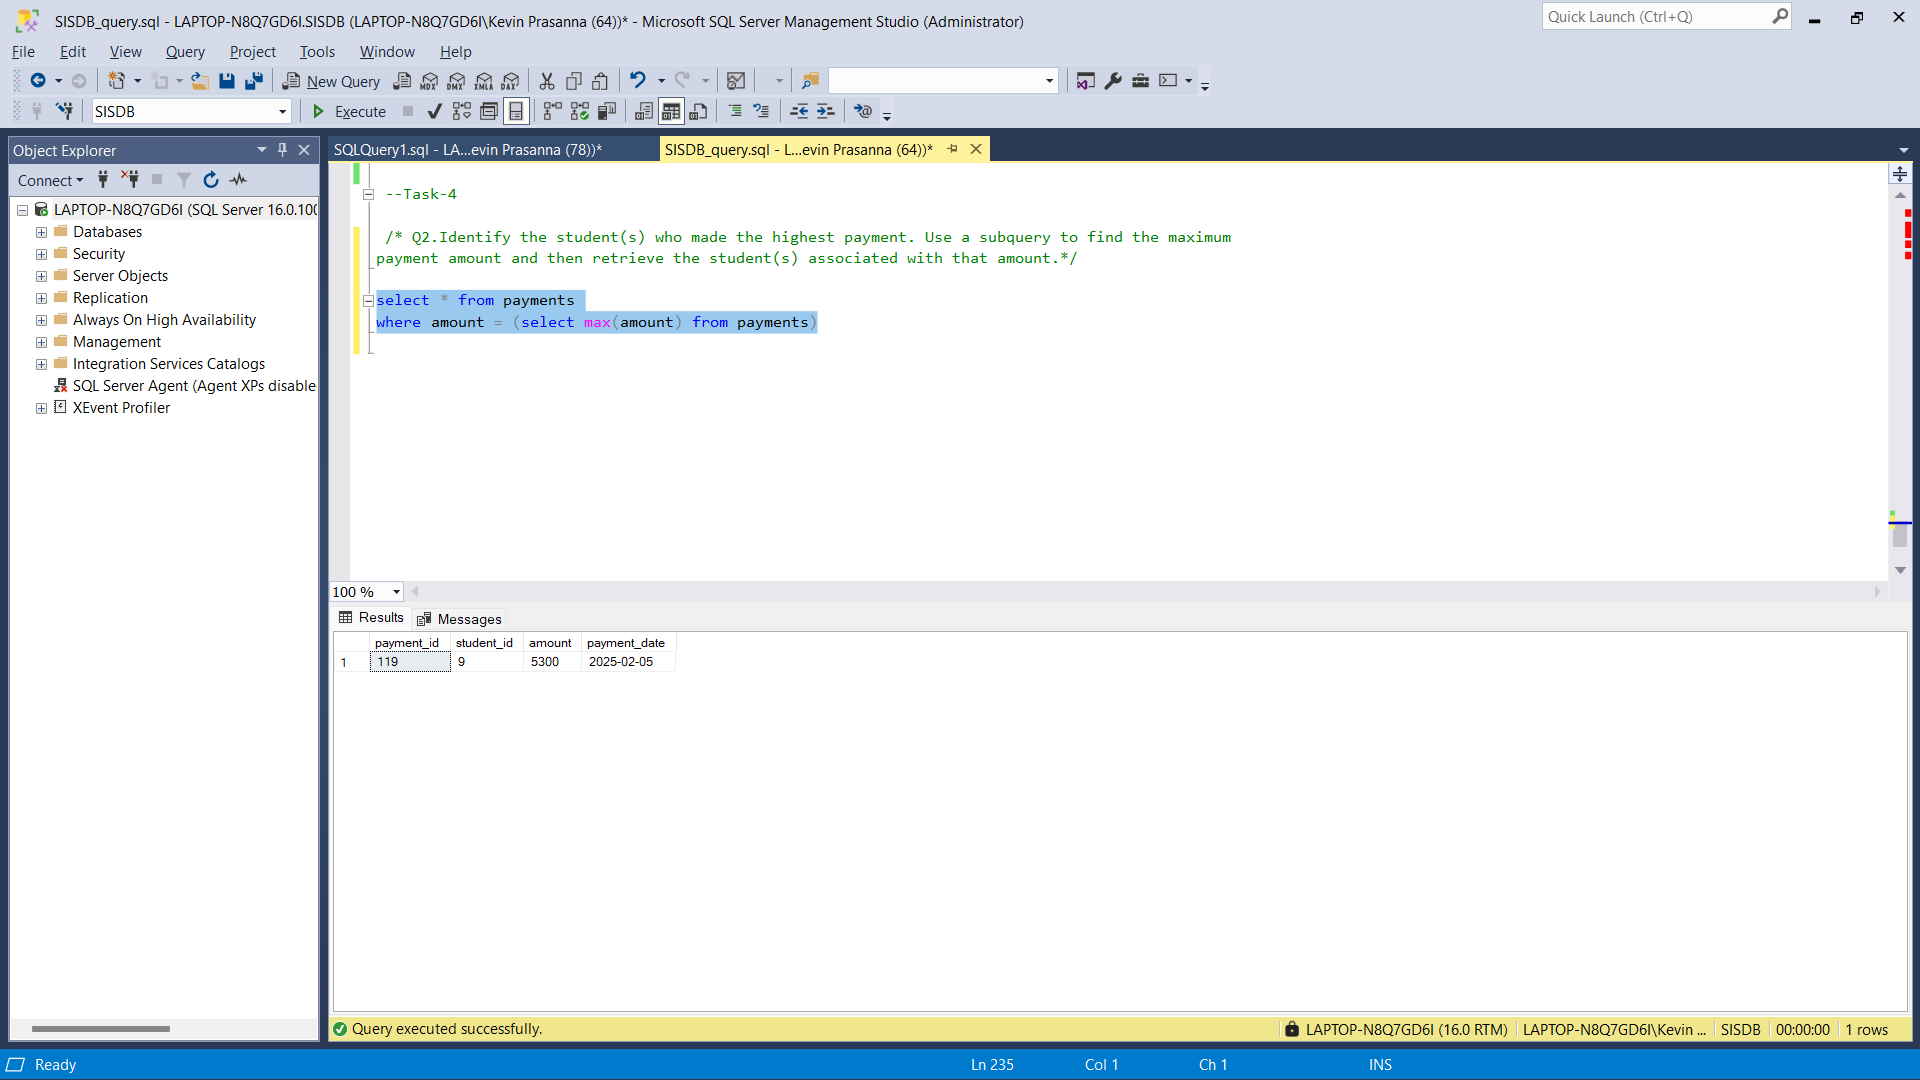 SISDB_query.sql - LAPTOP-N8Q7GD6I.SISDB (LAPTOP-N8Q7GD6I\Kevin Prasanna (64))* - Microsoft SQL Server Management Studio (Administrator)
Quick Launch (Ctrl+Q)
File Edit View Query Project Tools Window Help
New Query MDX DMX XMLA DAX
SISDB Execute
Object Explorer
SQLQuery1.sql - LA...evin Prasanna (78))*
SISDB_query.sql - L...evin Prasanna (64))*
Connect
LAPTOP-N8Q7GD6I (SQL Server 16.0.100
Databases
Security
Server Objects
Replication
Always On High Availability
Management
Integration Services Catalogs
SQL Server Agent (Agent XPs disable
XEvent Profiler
--Task-4
/* Q2.Identify the student(s) who made the highest payment. Use a subquery to find the maximum
payment amount and then retrieve the student(s) associated with that amount.*/
select * from payments
where amount = (select max(amount) from payments)
100 %
Results Messages
payment_id student_id amount payment_date
1 119 9 5300 2025-02-05
Query executed successfully.
LAPTOP-N8Q7GD6I (16.0 RTM) LAPTOP-N8Q7GD6I\Kevin ... SISDB 00:00:00 1 rows
Ready Ln 235 Col 1 Ch 1 INS